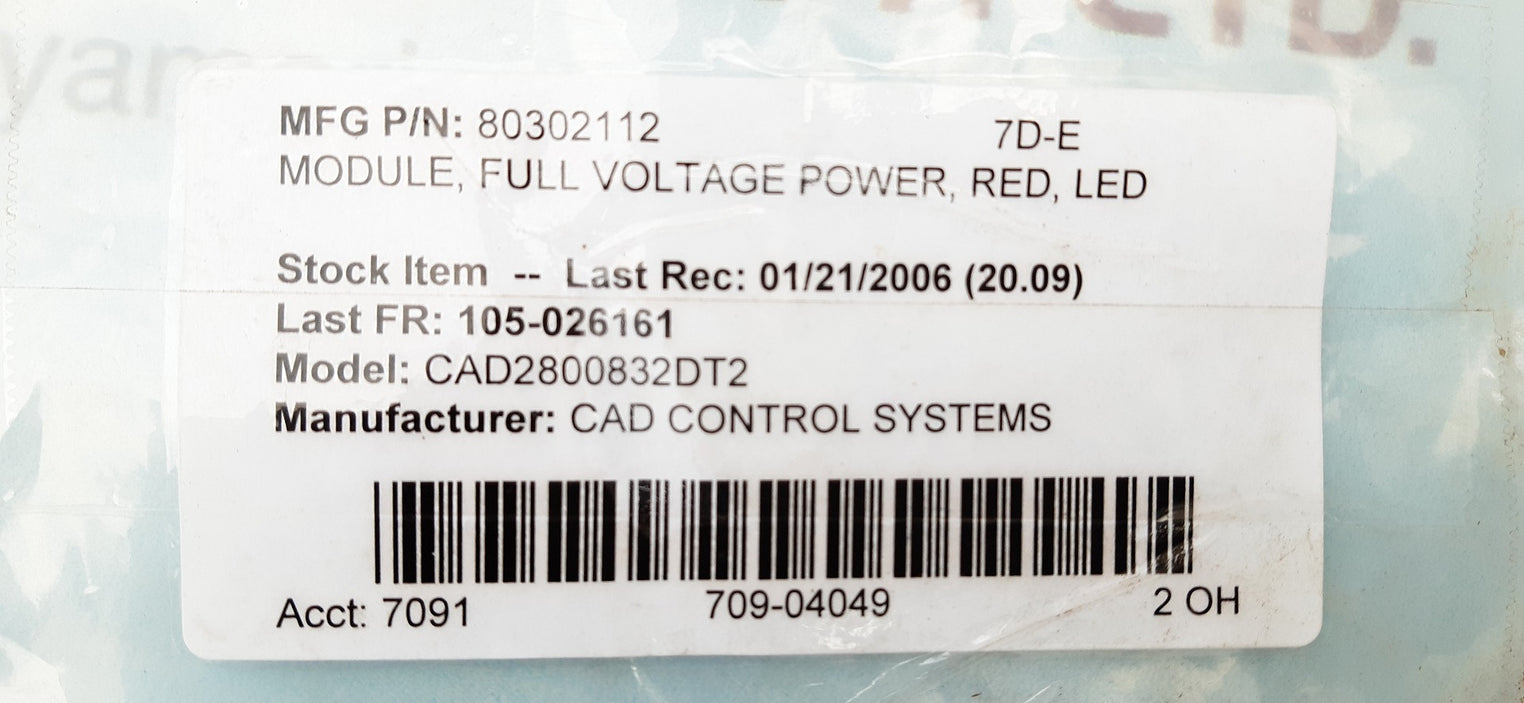 LTD.
MFG P/N: 80302112 7D-E
MODULE, FULL VOLTAGE POWER, RED, LED
Stock Item -- Last Rec: 01/21/2006 (20.09)
Last FR: 105-026161
Model: CAD2800832DT2
Manufacturer: CAD CONTROL SYSTEMS
Acct: 7091 709-04049 2 OH